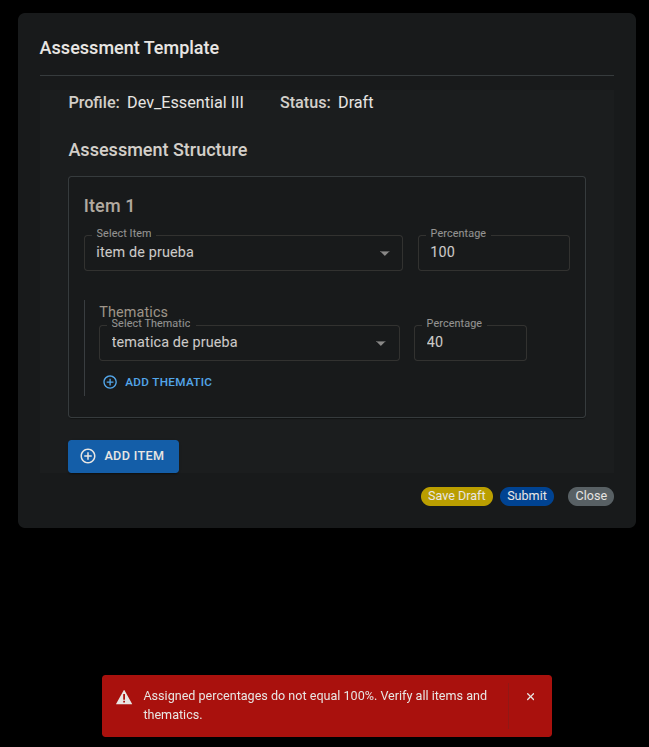 Assessment Template
Profile: Dev_Essential III Status: Draft
Assessment Structure
Item 1
Select Item
item de prueba
Percentage
100
Thematics
Select Thematic
tematica de prueba
Percentage
40
ADD THEMATIC
ADD ITEM
Save Draft Submit Close
Assigned percentages do not equal 100%. Verify all items and
thematics.